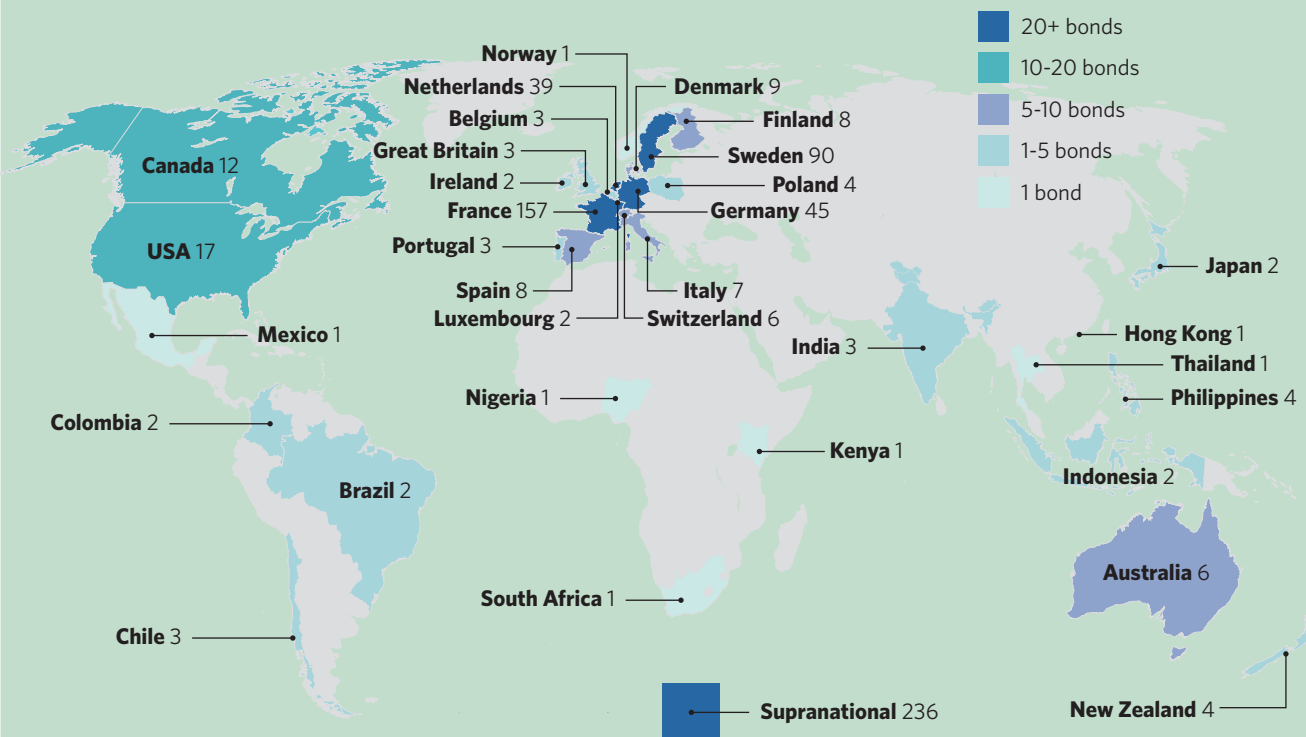 20+ bonds
10-20 bonds
5-10 bonds
1-5 bonds
1 bond
Norway 1
Netherlands 39
Belgium 3
Great Britain 3
Ireland 2
France 157
Portugal 3
Spain 8
Luxembourg 2
Denmark 9
Finland 8
Sweden 90
Poland 4
Germany 45
Italy 7
Switzerland 6
Canada 12
USA 17
Mexico 1
Colombia 2
Brazil 2
Chile 3
Nigeria 1
Kenya 1
South Africa 1
India 3
Japan 2
Hong Kong 1
Thailand 1
Philippines 4
Indonesia 2
Australia 6
New Zealand 4
Supranational 236